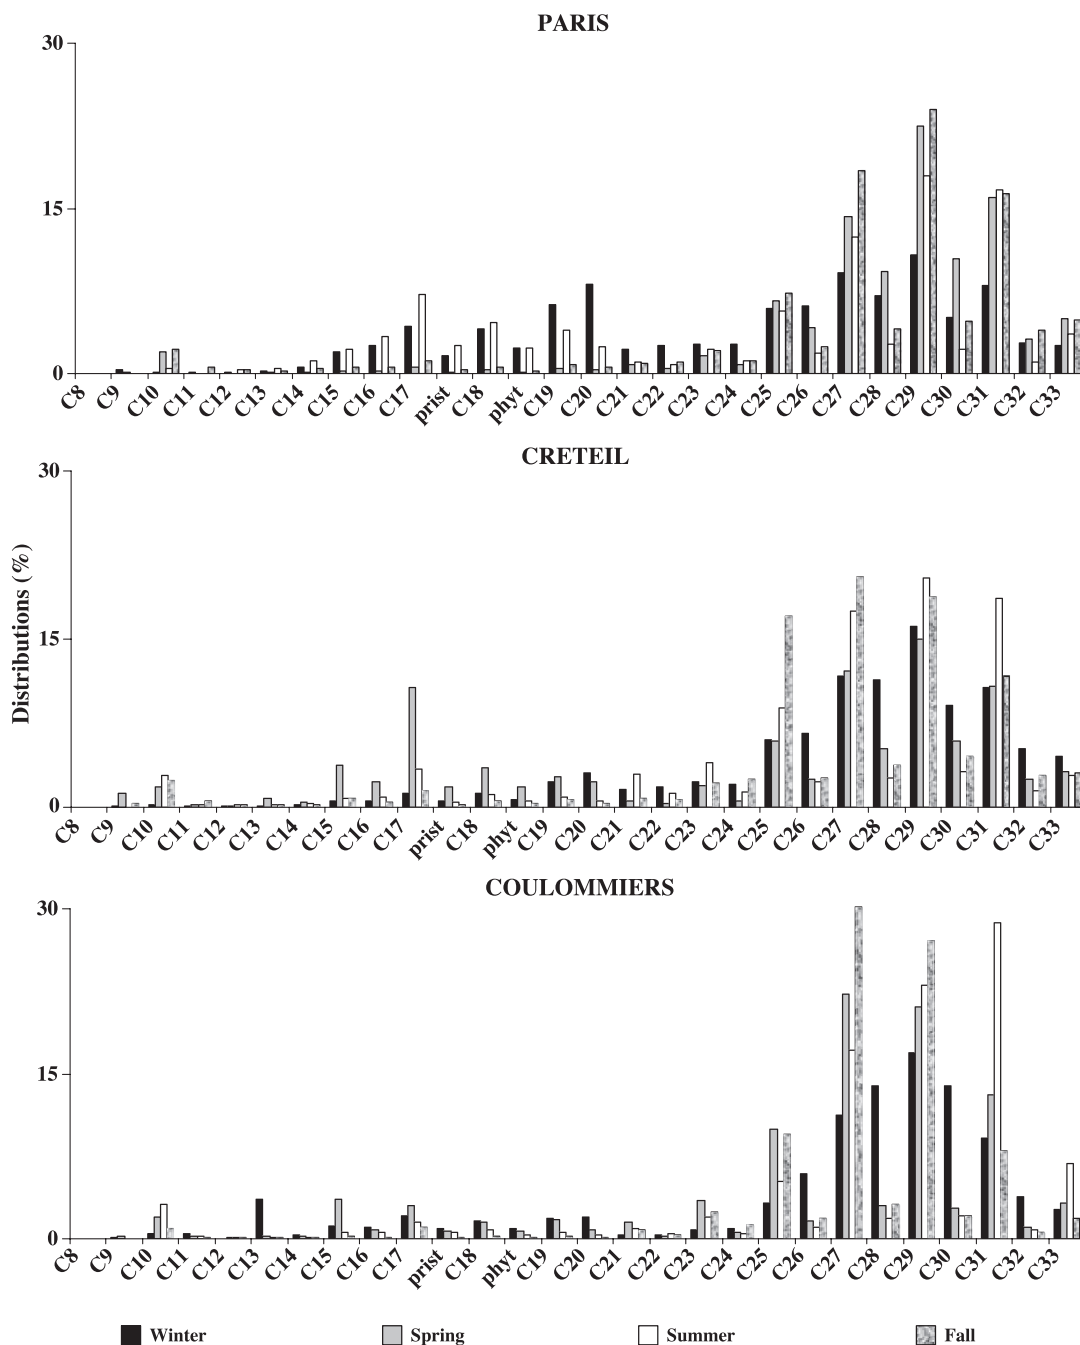 PARIS
30
15
0
C8 C9 C10 C11 C12 C13 C14 C15 C16 C17 prist C18 phyt C19 C20 C21 C22 C23 C24 C25 C26 C27 C28 C29 C30 C31 C32 C33
CRETEIL
30
Distributions (%)
15
0
C8 C9 C10 C11 C12 C13 C14 C15 C16 C17 prist C18 phyt C19 C20 C21 C22 C23 C24 C25 C26 C27 C28 C29 C30 C31 C32 C33
COULOMMIERS
30
15
0
C8 C9 C10 C11 C12 C13 C14 C15 C16 C17 prist C18 phyt C19 C20 C21 C22 C23 C24 C25 C26 C27 C28 C29 C30 C31 C32 C33
Winter Spring Summer Fall